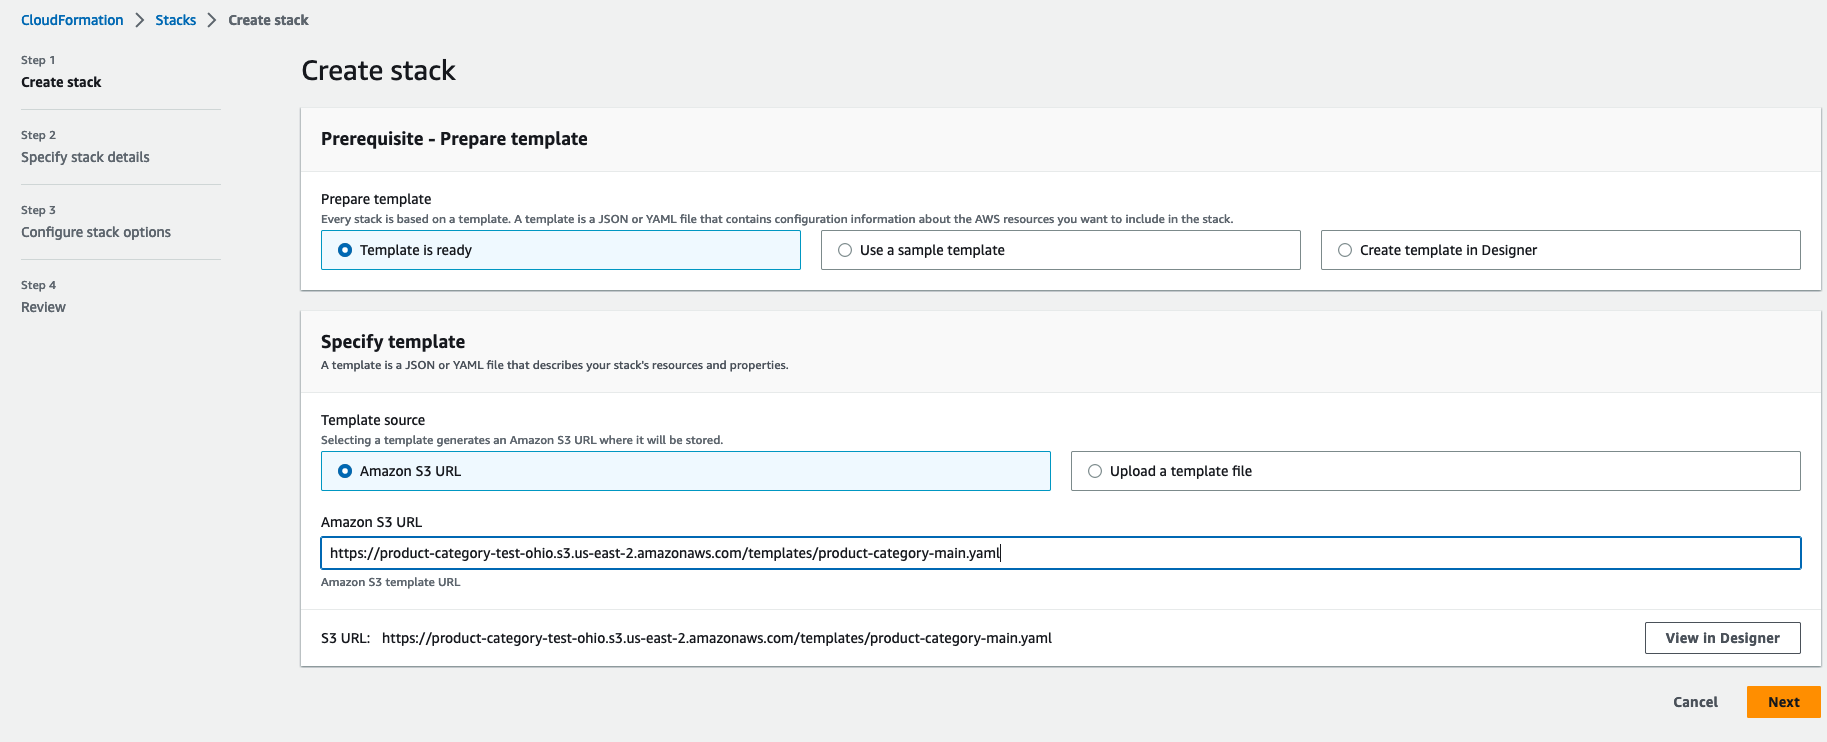 CloudFormation > Stacks > Create stack
Step 1
Create stack
Step 2
Specify stack details
Step 3
Configure stack options
Step 4
Review
Create stack
Prerequisite - Prepare template
Prepare template
Every stack is based on a template. A template is a JSON or YAML file that contains configuration information about the AWS resources you want to include in the stack.
Template is ready
Use a sample template
Create template in Designer
Specify template
A template is a JSON or YAML file that describes your stack's resources and properties.
Template source
Selecting a template generates an Amazon S3 URL where it will be stored.
Amazon S3 URL
Upload a template file
Amazon S3 URL
https://product-category-test-ohio.s3.us-east-2.amazonaws.com/templates/product-category-main.yaml
Amazon S3 template URL
S3 URL: https://product-category-test-ohio.s3.us-east-2.amazonaws.com/templates/product-category-main.yaml
View in Designer
Cancel
Next